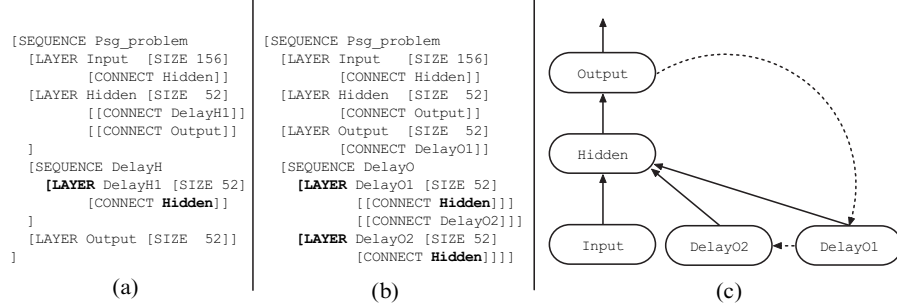 [SEQUENCE Psg_problem
[LAYER Input [SIZE 156]
[CONNECT Hidden]]
[LAYER Hidden [SIZE 52]
[[CONNECT DelayH1]]
[[CONNECT Output]]
]
[SEQUENCE DelayH
[LAYER DelayH1 [SIZE 52]
[CONNECT Hidden]]
]
[LAYER Output [SIZE 52]]
]
(a)
[SEQUENCE Psg_problem
[LAYER Input [SIZE 156]
[CONNECT Hidden]]
[LAYER Hidden [SIZE 52]
[CONNECT Output]]
[LAYER Output [SIZE 52]
[CONNECT DelayO1]]
[SEQUENCE DelayO
[LAYER DelayO1 [SIZE 52]
[[CONNECT Hidden]]]
[[CONNECT DelayO2]]]
[LAYER DelayO2 [SIZE 52]
[CONNECT Hidden]]]]
(b)
Output
Hidden
Input
DelayO2
DelayO1
(c)